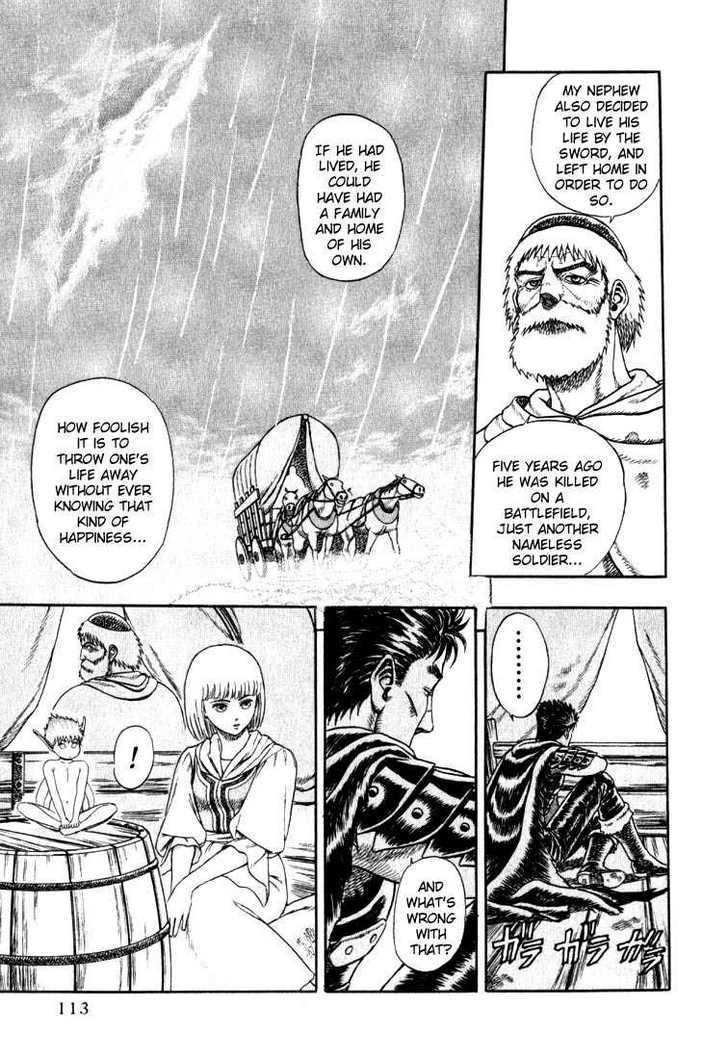 MY NEPHEW
ALSO DECIDED
TO LIVE HIS
LIFE BY THE
SWORD, AND
LEFT HOME IN
ORDER TO DO
SO.
FIVE YEARS AGO
HE WAS KILLED
ON A
BATTLEFIELD,
JUST ANOTHER
NAMELESS
SOLDIER...
IF HE HAD
LIVED, HE
COULD
HAVE HAD
A FAMILY
AND HOME
OF HIS
OWN.
HOW FOOLISH
IT IS TO
THROW ONE'S
LIFE AWAY
WITHOUT EVER
KNOWING THAT
KIND OF
HAPPINESS...
........
ガラ ガラ ガラ
AND
WHAT'S
WRONG
WITH
THAT?
!
113